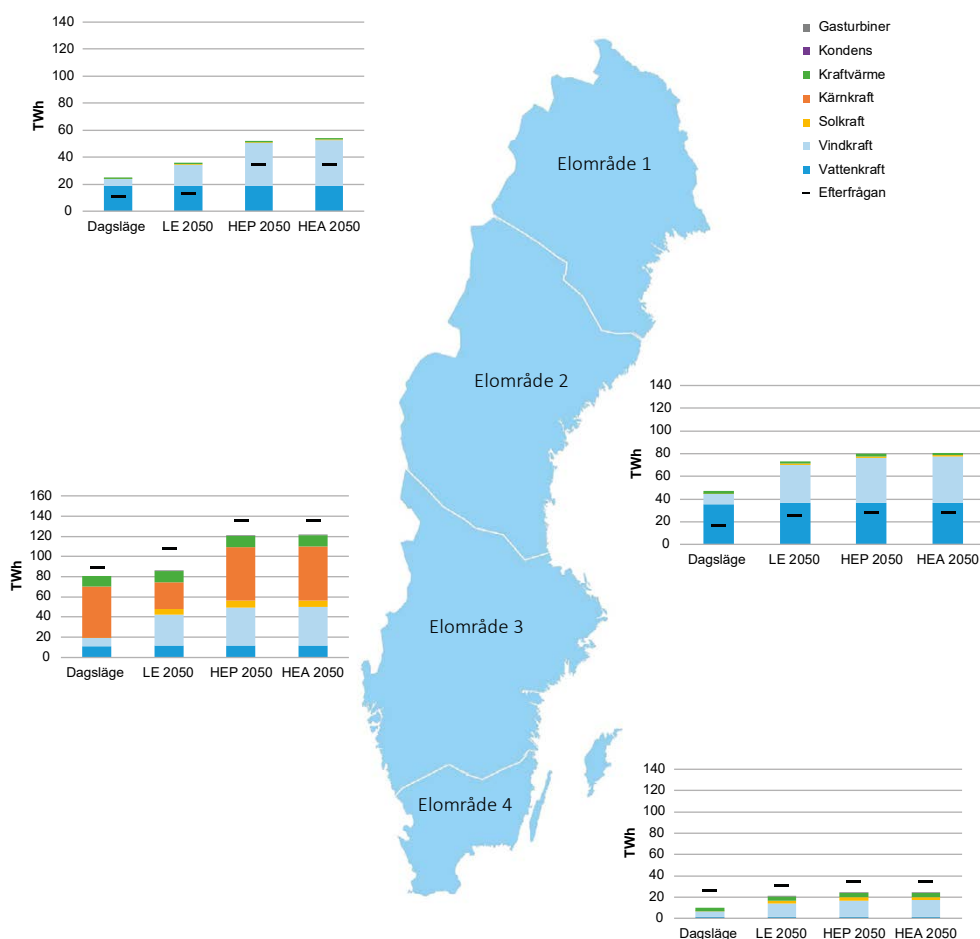 140
120
100
80
60
40
20
0
TWh
Dagsläge LE 2050 HEP 2050 HEA 2050
Gasturbiner
Kondens
Kraftvärme
Kärnkraft
Solkraft
Vindkraft
Vattenkraft
Efterfrågan
Elområde 1
Elområde 2
140
120
100
80
60
40
20
0
TWh
Dagsläge LE 2050 HEP 2050 HEA 2050
160
140
120
100
80
60
40
20
0
TWh
Dagsläge LE 2050 HEP 2050 HEA 2050
Elområde 3
Elområde 4
140
120
100
80
60
40
20
0
TWh
Dagsläge LE 2050 HEP 2050 HEA 2050